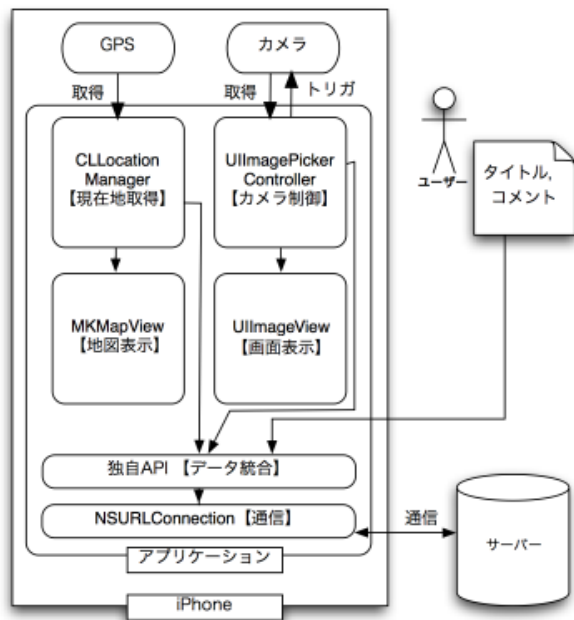 GPS
カメラ
取得
取得
トリガ
CLLocation
Manager
【現在地取得】
UIImagePicker
Controller
【カメラ制御】
ユーザー
タイトル,
コメント
MKMapView
【地図表示】
UIImageView
【画面表示】
独自API 【データ統合】
NSURLConnection【通信】
通信
サーバー
アプリケーション
iPhone